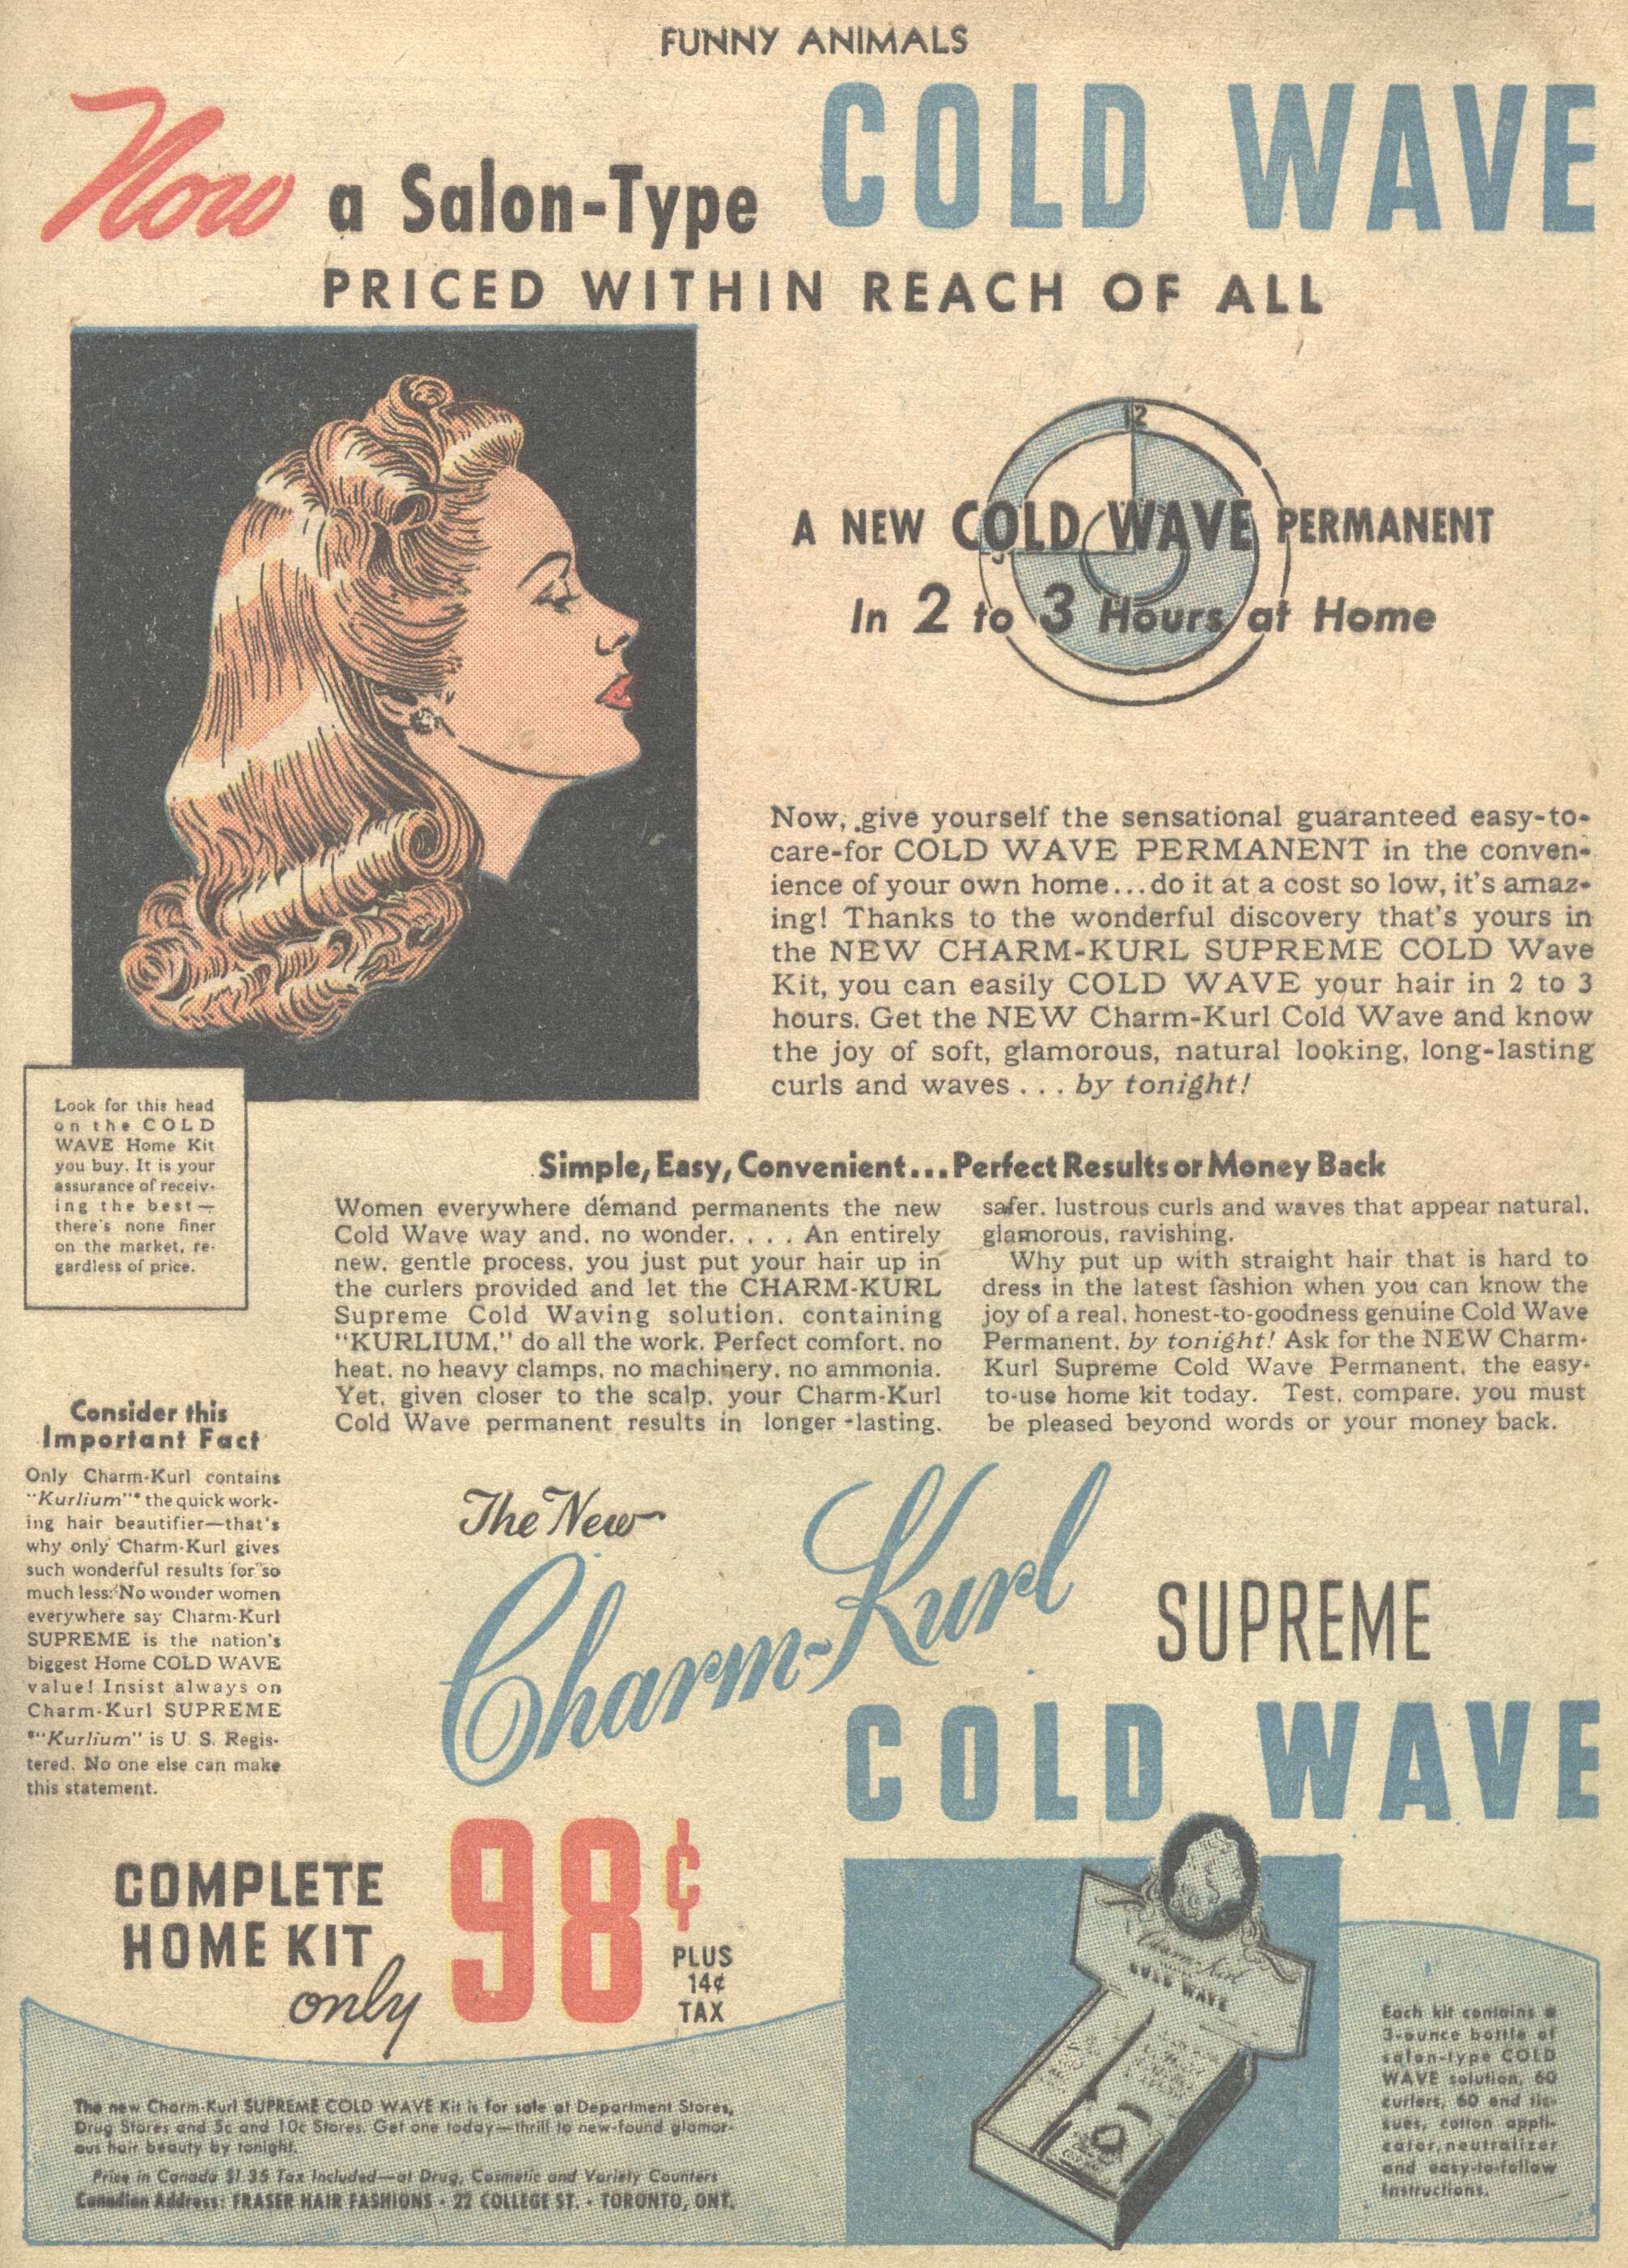 FUNNY ANIMALS
Now a Salon-Type COLD WAVE
PRICED WITHIN REACH OF ALL
12
A NEW COLD WAVE PERMANENT
In 2 to 3 Hours at Home
Now, give yourself the sensational guaranteed easy-to-
care-for COLD WAVE PERMANENT in the conven-
ience of your own home...do it at a cost so low, it's amaz-
ing! Thanks to the wonderful discovery that's yours in
the NEW CHARM-KURL SUPREME COLD Wave
Kit, you can easily COLD WAVE your hair in 2 to 3
hours. Get the NEW Charm-Kurl Cold Wave and know
the joy of soft, glamorous, natural looking, long-lasting
curls and waves ... by tonight!
Look for this head
on the COLD
WAVE Home Kit
you buy. It is your
assurance of receiv-
ing the best—
there's none finer
on the market, re-
gardless of price.
Simple, Easy, Convenient... Perfect Results or Money Back
Women everywhere demand permanents the new
Cold Wave way and, no wonder. . . . An entirely
new, gentle process, you just put your hair up in
the curlers provided and let the CHARM-KURL
Supreme Cold Waving solution, containing
"KURLIUM," do all the work. Perfect comfort, no
heat, no heavy clamps, no machinery, no ammonia.
Yet, given closer to the scalp, your Charm-Kurl
Cold Wave permanent results in longer-lasting,
safer, lustrous curls and waves that appear natural,
glamorous, ravishing.
Why put up with straight hair that is hard to
dress in the latest fashion when you can know the
joy of a real, honest-to-goodness genuine Cold Wave
Permanent, by tonight! Ask for the NEW Charm-
Kurl Supreme Cold Wave Permanent, the easy-
to-use home kit today. Test, compare, you must
be pleased beyond words or your money back.
Consider this
Important Fact
Only Charm-Kurl contains
"Kurlium"* the quick work-
ing hair beautifier—that's
why only Charm-Kurl gives
such wonderful results for so
much less. No wonder women
everywhere say Charm-Kurl
SUPREME is the nation's
biggest Home COLD WAVE
value! Insist always on
Charm-Kurl SUPREME
*"Kurlium" is U. S. Regis-
tered. No one else can make
this statement.
The New
Charm-Kurl SUPREME
COLD WAVE
COMPLETE
HOME KIT
only 98¢
PLUS
14¢
TAX
Charm-Kurl
COLD WAVE
The new Charm-Kurl SUPREME COLD WAVE Kit is for sale at Department Stores,
Drug Stores and 5c and 10c Stores. Get one today—thrill to new-found glamor-
ous hair beauty by tonight.
Price in Canada $1.35 Tax Included—at Drug, Cosmetic and Variety Counters
Canadian Address: FRASER HAIR FASHIONS - 22 COLLEGE ST. - TORONTO, ONT.
Each kit contains a
3-ounce bottle of
salon-type COLD
WAVE solution, 60
curlers, 60 end tis-
sues, cotton appli-
cator, neutralizer
and easy-to-follow
instructions.